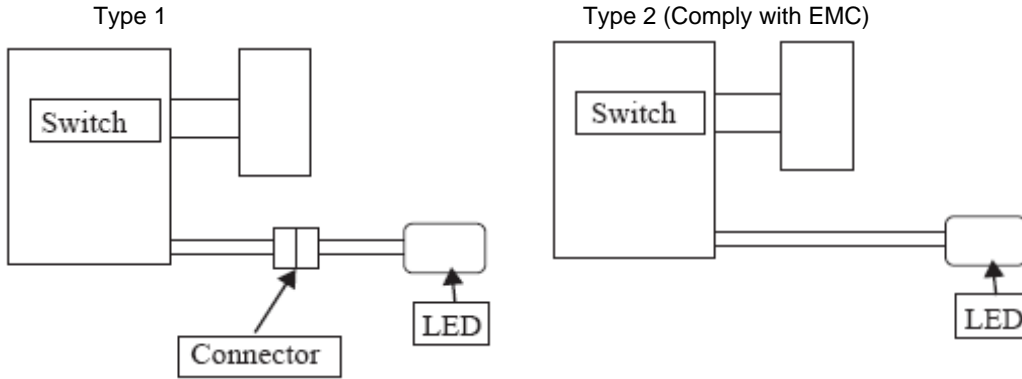 Type 1
Type 2 (Comply with EMC)
Switch
Switch
LED
LED
Connector